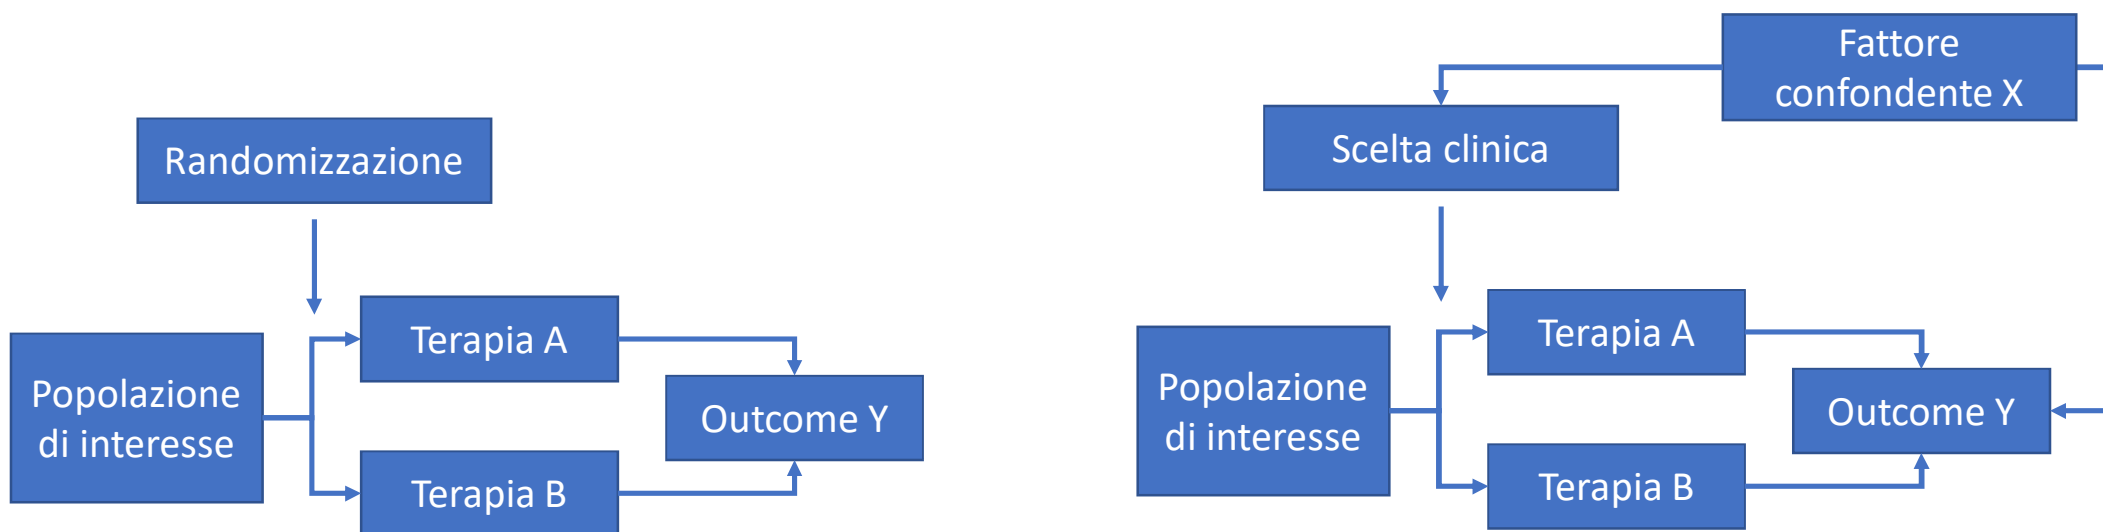 Randomizzazione
Popolazione
di interesse
Terapia A
Terapia B
Outcome Y
Fattore
confondente X
Scelta clinica
Popolazione
di interesse
Terapia A
Terapia B
Outcome Y